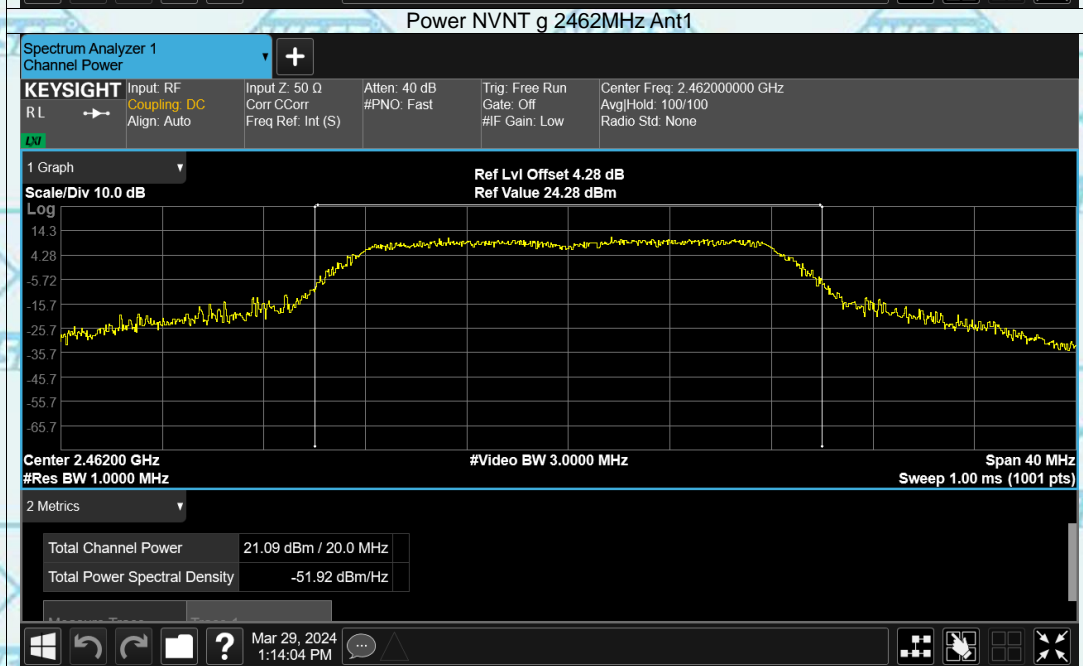 Power NVNT g 2462MHz Ant1
Spectrum Analyzer 1
Channel Power
KEYSIGHT
R L
LXI
Input: RF
Coupling: DC
Align: Auto
Input Z: 50 Ω
Corr CCorr
Freq Ref: Int (S)
Atten: 40 dB
#PNO: Fast
Trig: Free Run
Gate: Off
#IF Gain: Low
Center Freq: 2.462000000 GHz
Avg|Hold: 100/100
Radio Std: None
1 Graph
Scale/Div 10.0 dB
Ref Lvl Offset 4.28 dB
Ref Value 24.28 dBm
Log
14.3
4.28
-5.72
-15.7
-25.7
-35.7
-45.7
-55.7
-65.7
Center 2.46200 GHz
#Video BW 3.0000 MHz
Span 40 MHz
#Res BW 1.0000 MHz
Sweep 1.00 ms (1001 pts)
2 Metrics
Total Channel Power 21.09 dBm / 20.0 MHz
Total Power Spectral Density -51.92 dBm/Hz
Mar 29, 2024
1:14:04 PM